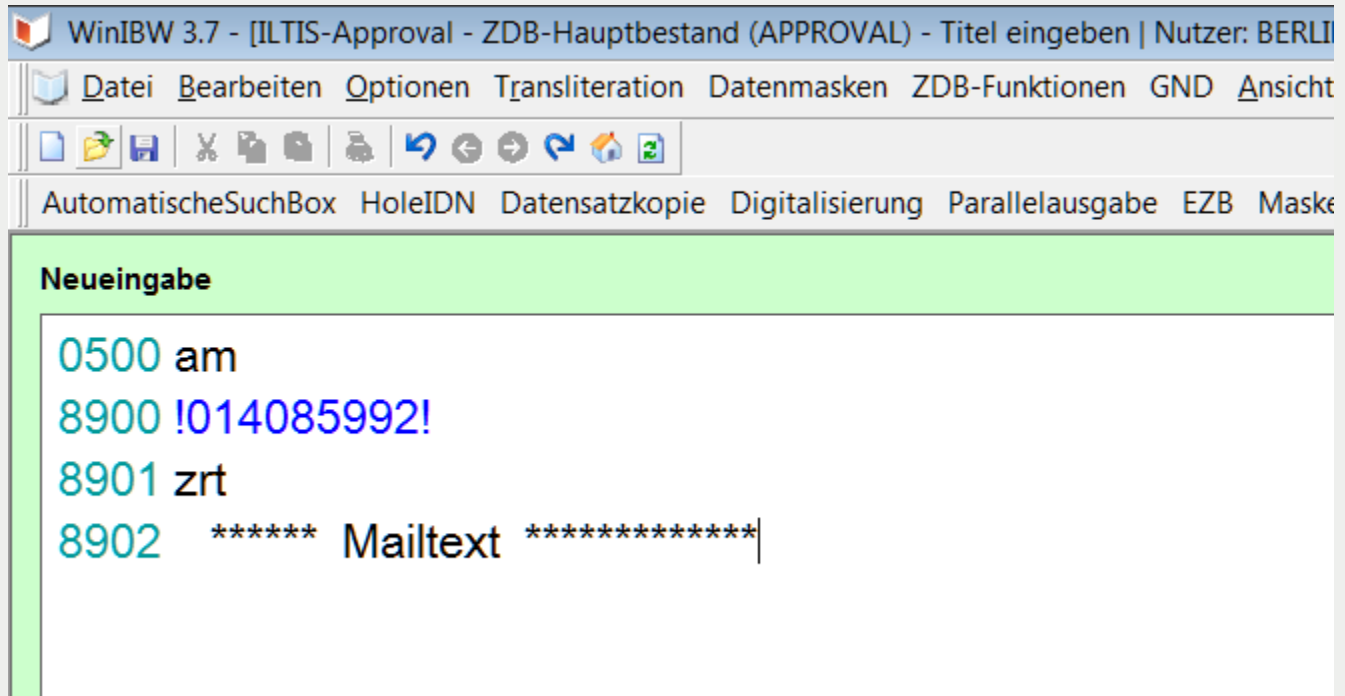 WinIBW 3.7 - [ILTIS-Approval - ZDB-Hauptbestand (APPROVAL) - Titel eingeben | Nutzer: BERLI
Datei Bearbeiten Optionen Transliteration Datenmasken ZDB-Funktionen GND Ansicht
AutomatischeSuchBox HoleIDN Datensatzkopie Digitalisierung Parallelausgabe EZB Maske
Neueingabe
0500 am
8900 !014085992!
8901 zrt
8902 ****** Mailtext *************